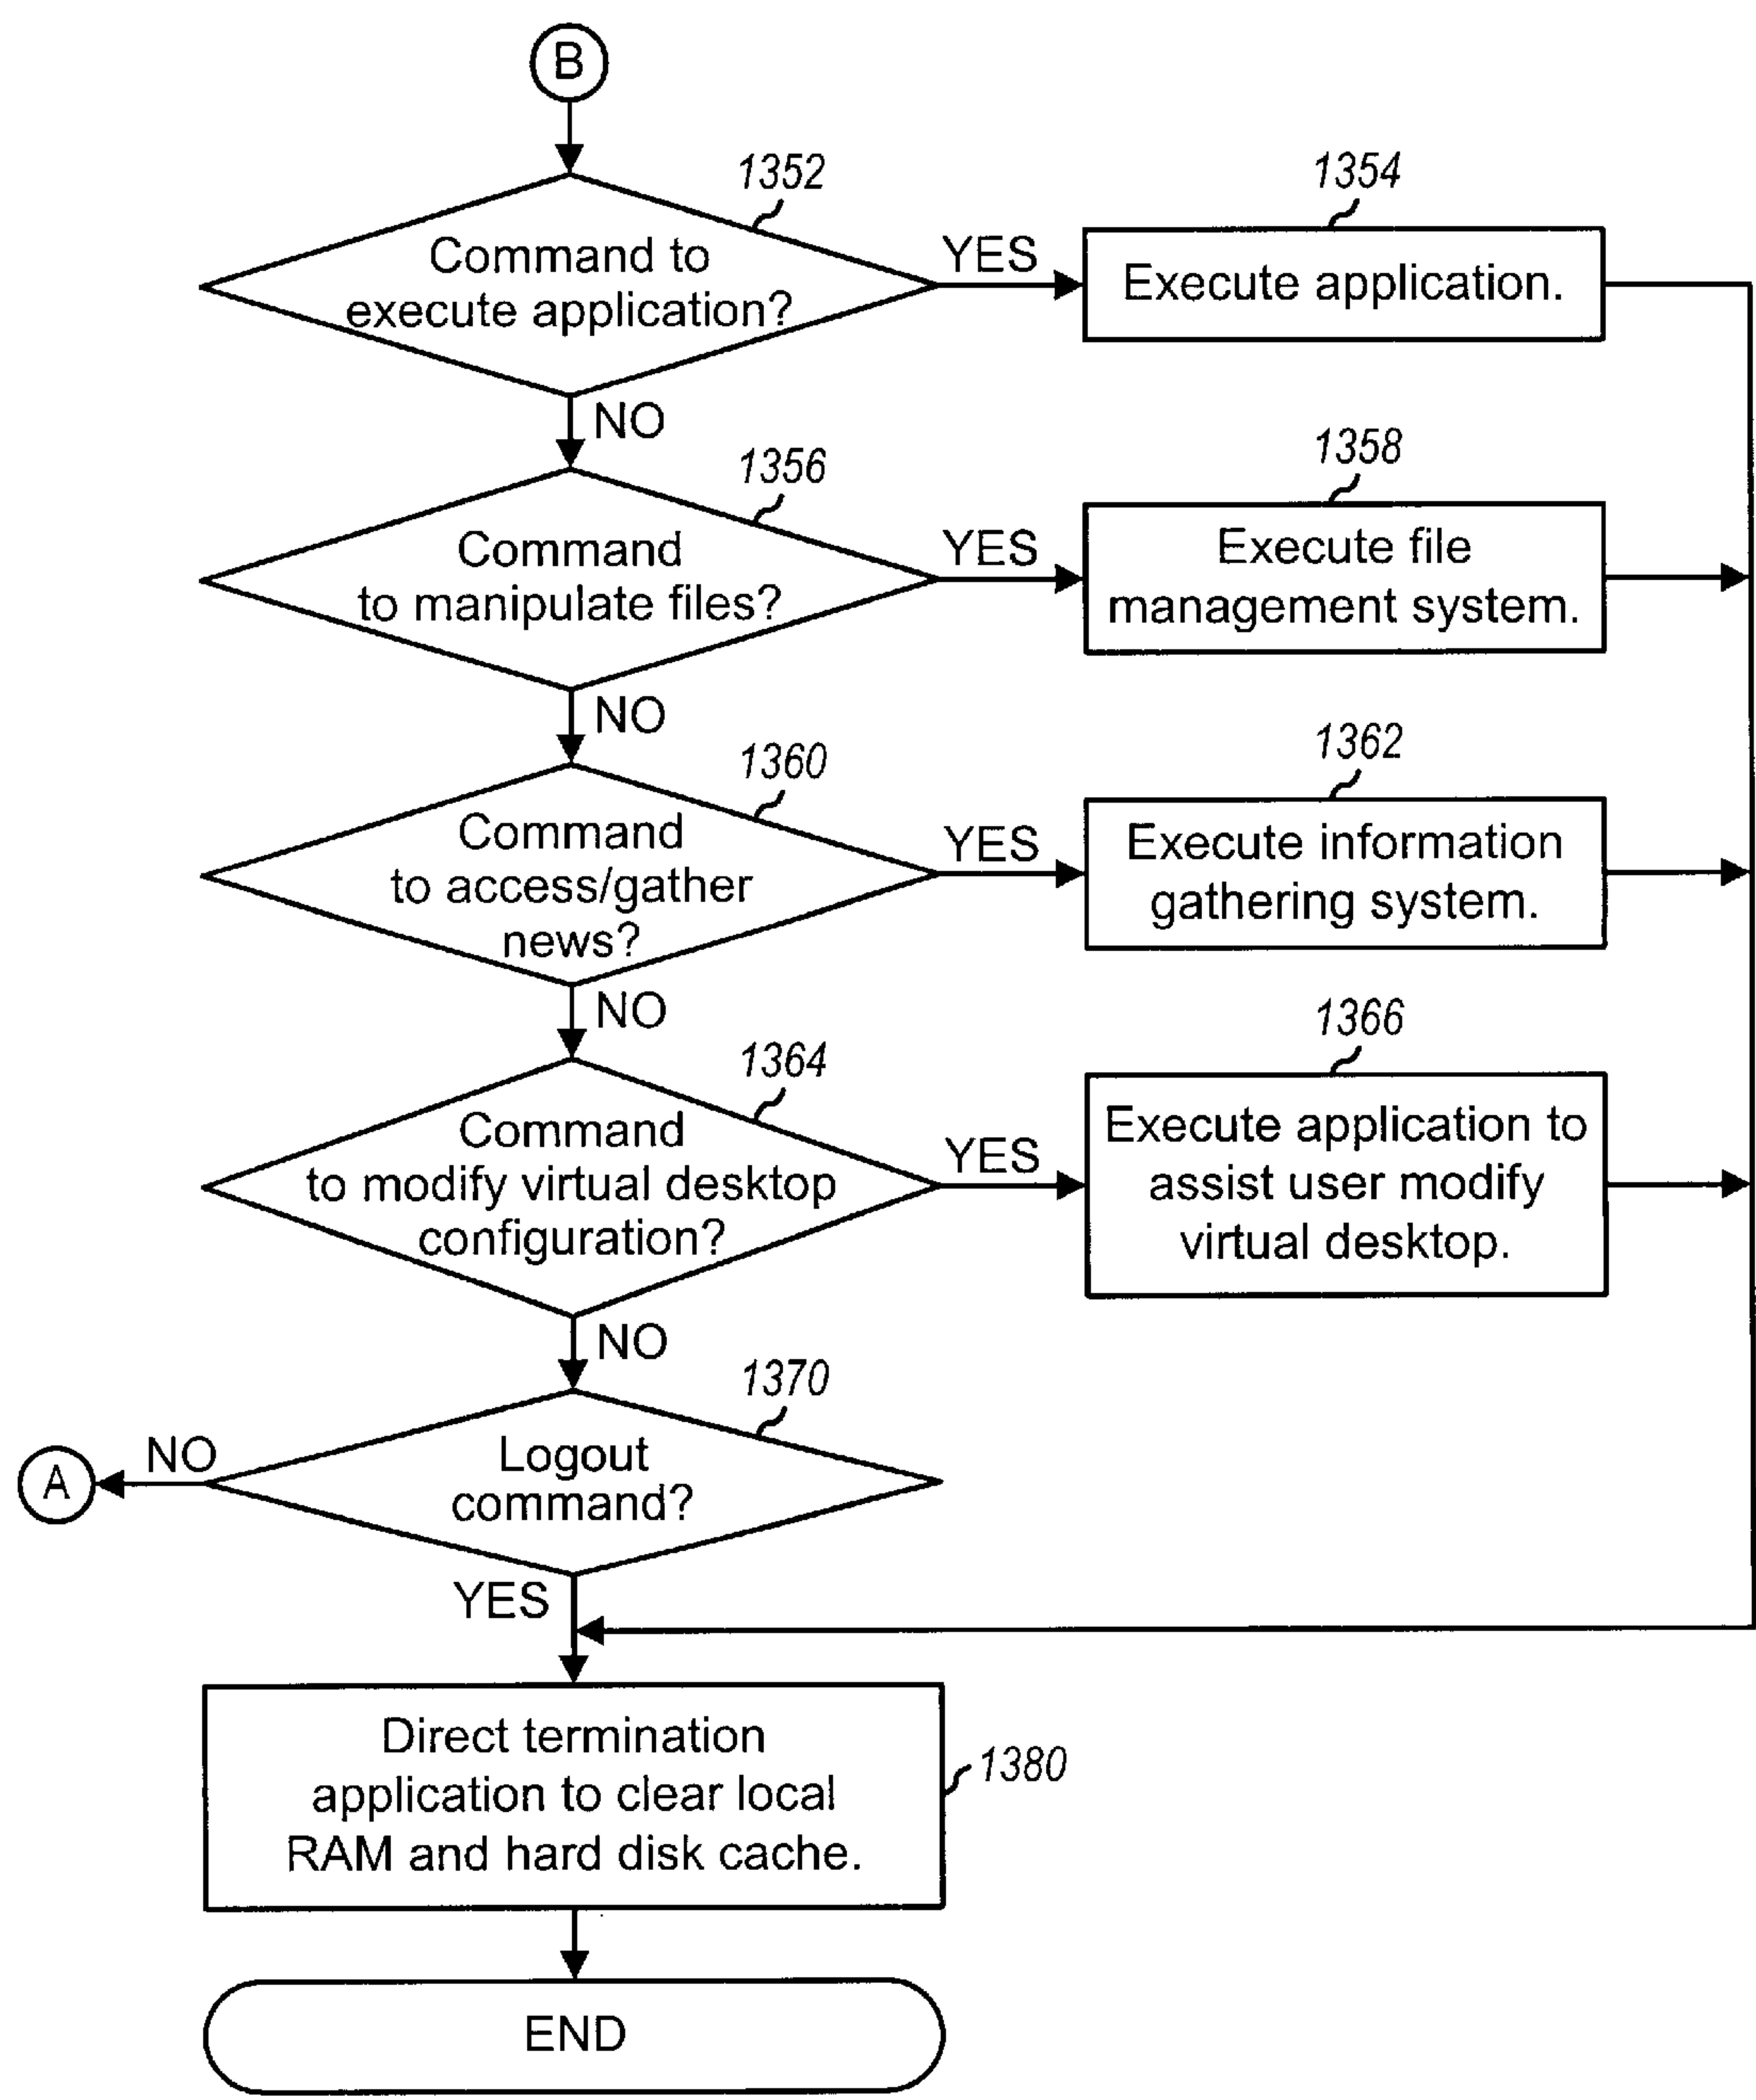 B
1352
Command to
execute application?
YES
1354
Execute application.
NO
1356
Command
to manipulate files?
YES
1358
Execute file
management system.
NO
1360
Command
to access/gather
news?
YES
1362
Execute information
gathering system.
NO
1364
Command
to modify virtual desktop
configuration?
YES
1366
Execute application to
assist user modify
virtual desktop.
NO
1370
Logout
command?
NO
A
YES
Direct termination
application to clear local
RAM and hard disk cache.
1380
END